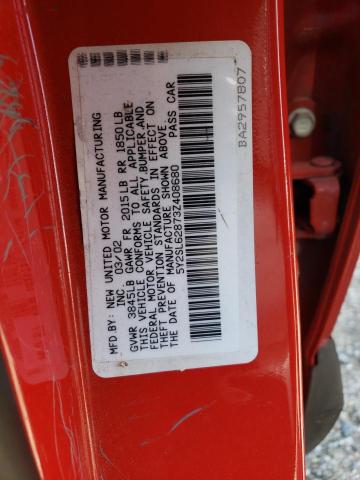 MFD.BY: NEW UNITED MOTOR MANUFACTURING
INC. 03/02
GVWR 3845LB GAWR FR 2015LB RR 1850LB
THIS VEHICLE CONFORMS TO ALL APPLICABLE
FEDERAL MOTOR VEHICLE SAFETY,BUMPER,AND
THEFT PREVENTION STANDARDS IN EFFECT ON
THE DATE OF MANUFACTURE SHOWN ABOVE.
5Y2SL62873Z408680 PASS CAR
BA2957807